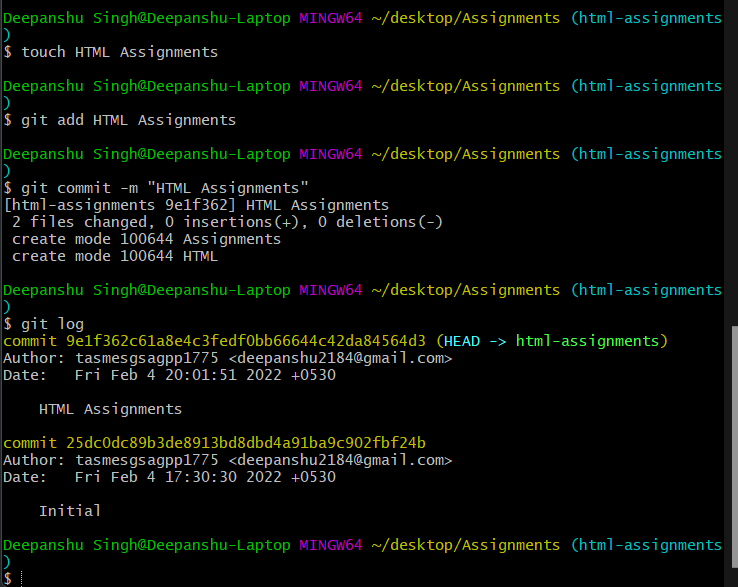 Deepanshu Singh@Deepanshu-Laptop MINGW64 ~/desktop/Assignments (html-assignments
)
$ touch HTML Assignments
Deepanshu Singh@Deepanshu-Laptop MINGW64 ~/desktop/Assignments (html-assignments
)
$ git add HTML Assignments
Deepanshu Singh@Deepanshu-Laptop MINGW64 ~/desktop/Assignments (html-assignments
)
$ git commit -m "HTML Assignments"
[html-assignments 9e1f362] HTML Assignments
 2 files changed, 0 insertions(+), 0 deletions(-)
 create mode 100644 Assignments
 create mode 100644 HTML
Deepanshu Singh@Deepanshu-Laptop MINGW64 ~/desktop/Assignments (html-assignments
)
$ git log
commit 9e1f362c61a8e4c3fedf0bb66644c42da84564d3 (HEAD -> html-assignments)
Author: tasmesgsagpp1775 <deepanshu2184@gmail.com>
Date:   Fri Feb 4 20:01:51 2022 +0530
    HTML Assignments
commit 25dc0dc89b3de8913bd8dbd4a91ba9c902fbf24b
Author: tasmesgsagpp1775 <deepanshu2184@gmail.com>
Date:   Fri Feb 4 17:30:30 2022 +0530
    Initial
Deepanshu Singh@Deepanshu-Laptop MINGW64 ~/desktop/Assignments (html-assignments
)
$